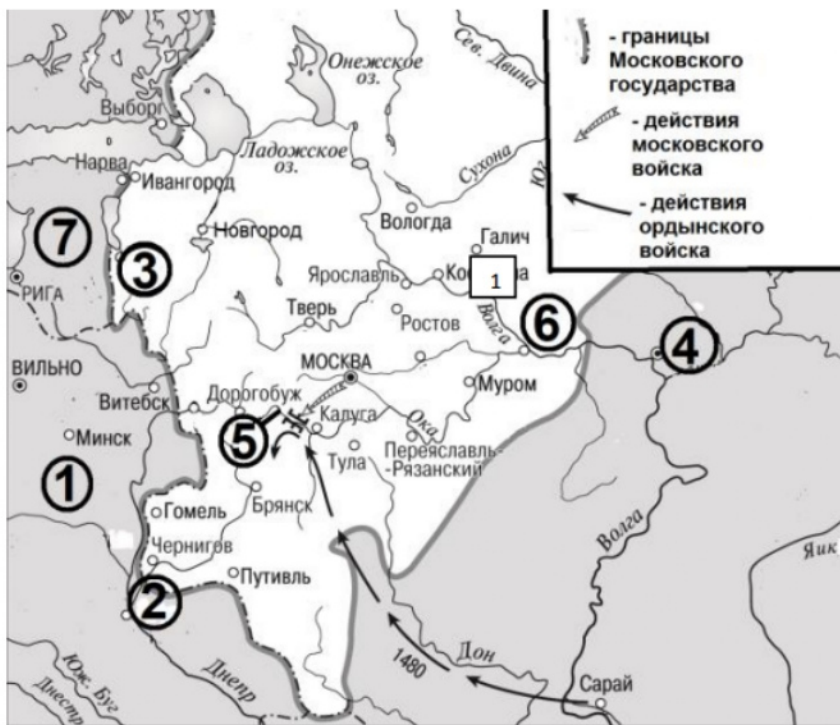 Онежское
оз.
Сев. Двина
- границы
Московского
государства
- действия
московского
войска
- действия
ордынского
войска
Юг
Выборг
Ладожское
оз.
Сухона
Нарва
Ивангород
Вологда
Новгород
Галич
7
3
РИГА
Ярославль
1
Тверь
Волга
Ростов
6
4
ВИЛЬНО
МОСКВА
Муром
Витебск
Дорогобуж
Калуга
Ока
Минск
5
Тула
Переяславль-
-Рязанский
1
Брянск
Гомель
Волга
Чернигов
Путивль
Яик
2
1480
Дон
Сарай
Юж. Буг
Днестр
Днепр